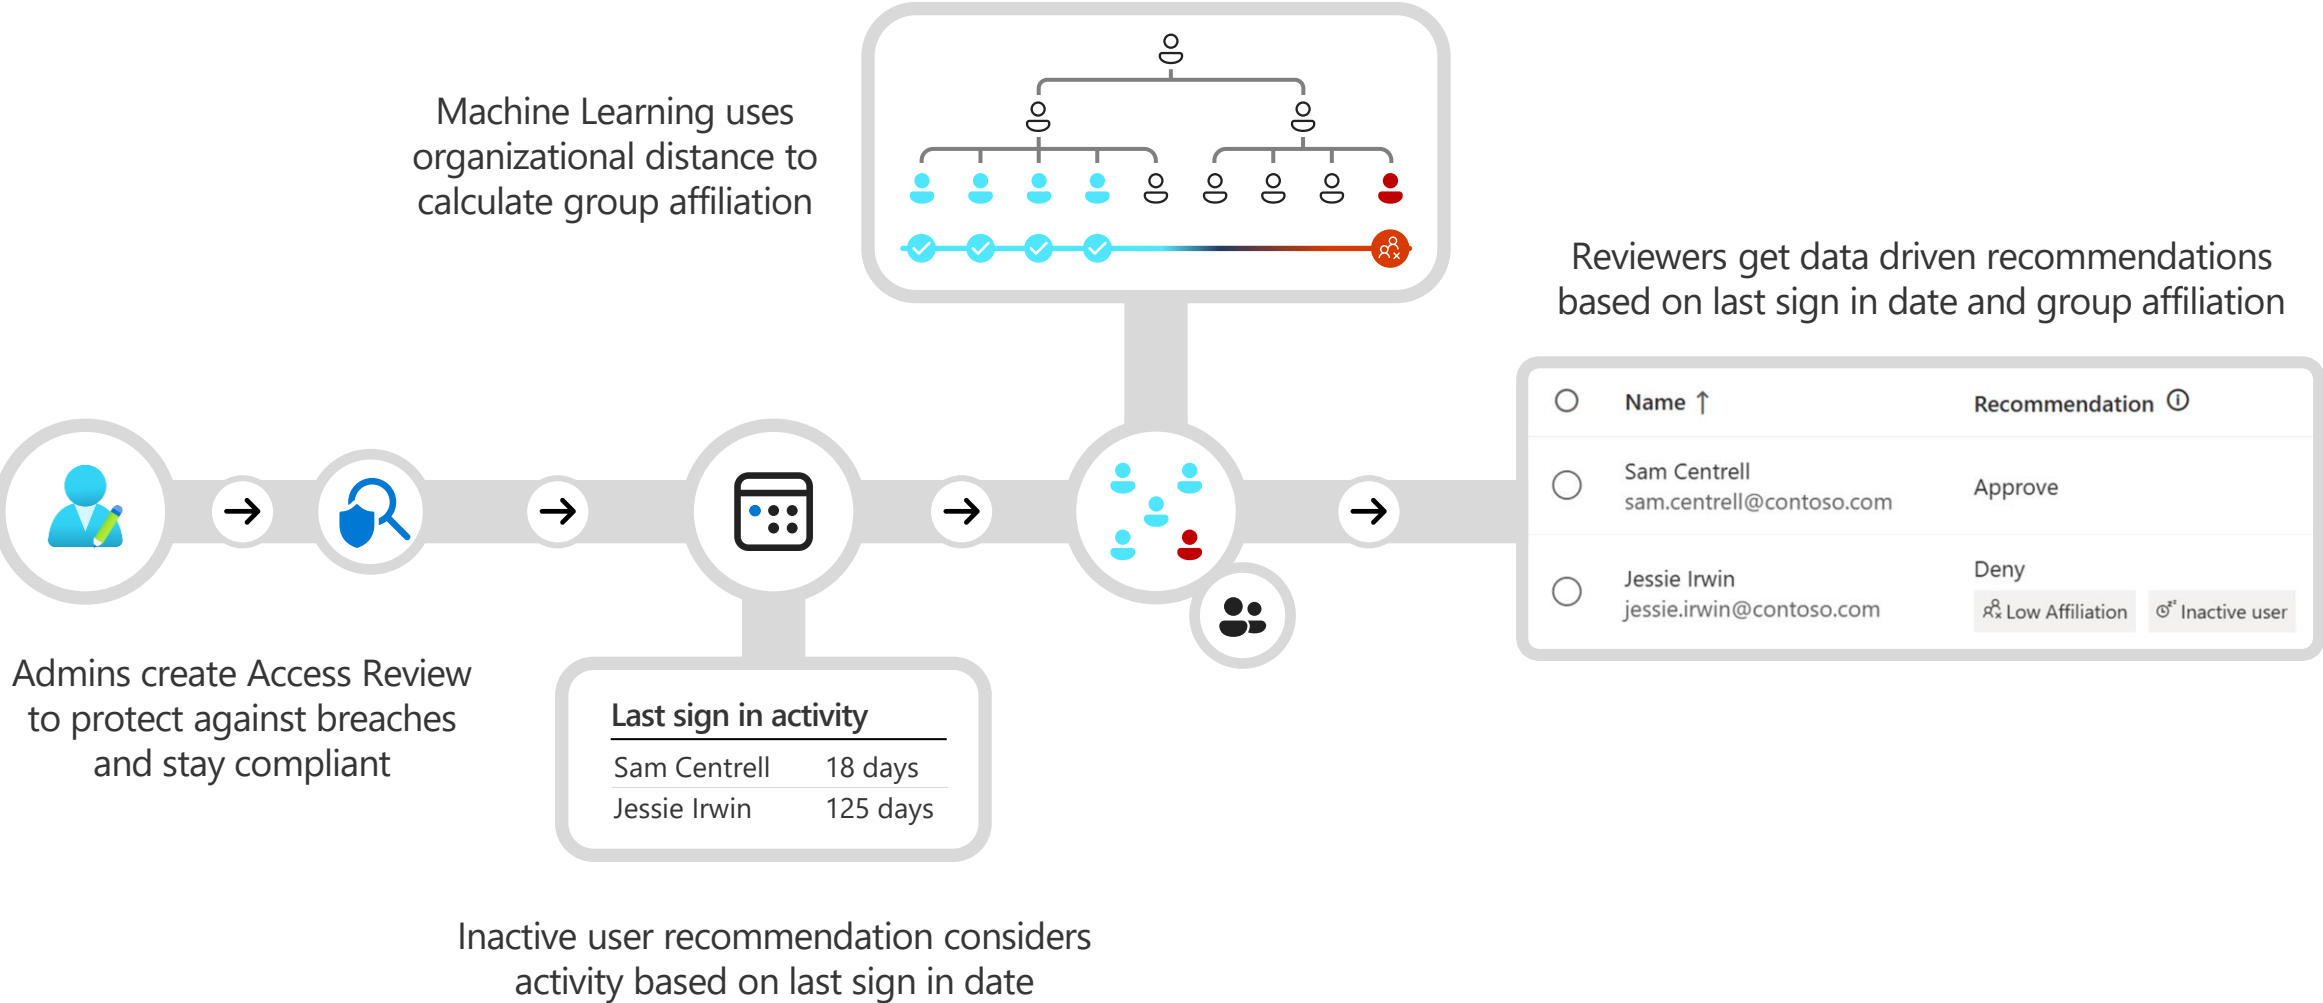 Machine Learning uses
organizational distance to
calculate group affiliation
Reviewers get data driven recommendations
based on last sign in date and group affiliation
Name ↑ Recommendation
Sam Centrell
sam.centrell@contoso.com
Approve
Jessie Irwin
jessie.irwin@contoso.com
Deny
Low Affiliation Inactive user
Admins create Access Review
to protect against breaches
and stay compliant
Last sign in activity
Sam Centrell 18 days
Jessie Irwin 125 days
Inactive user recommendation considers
activity based on last sign in date